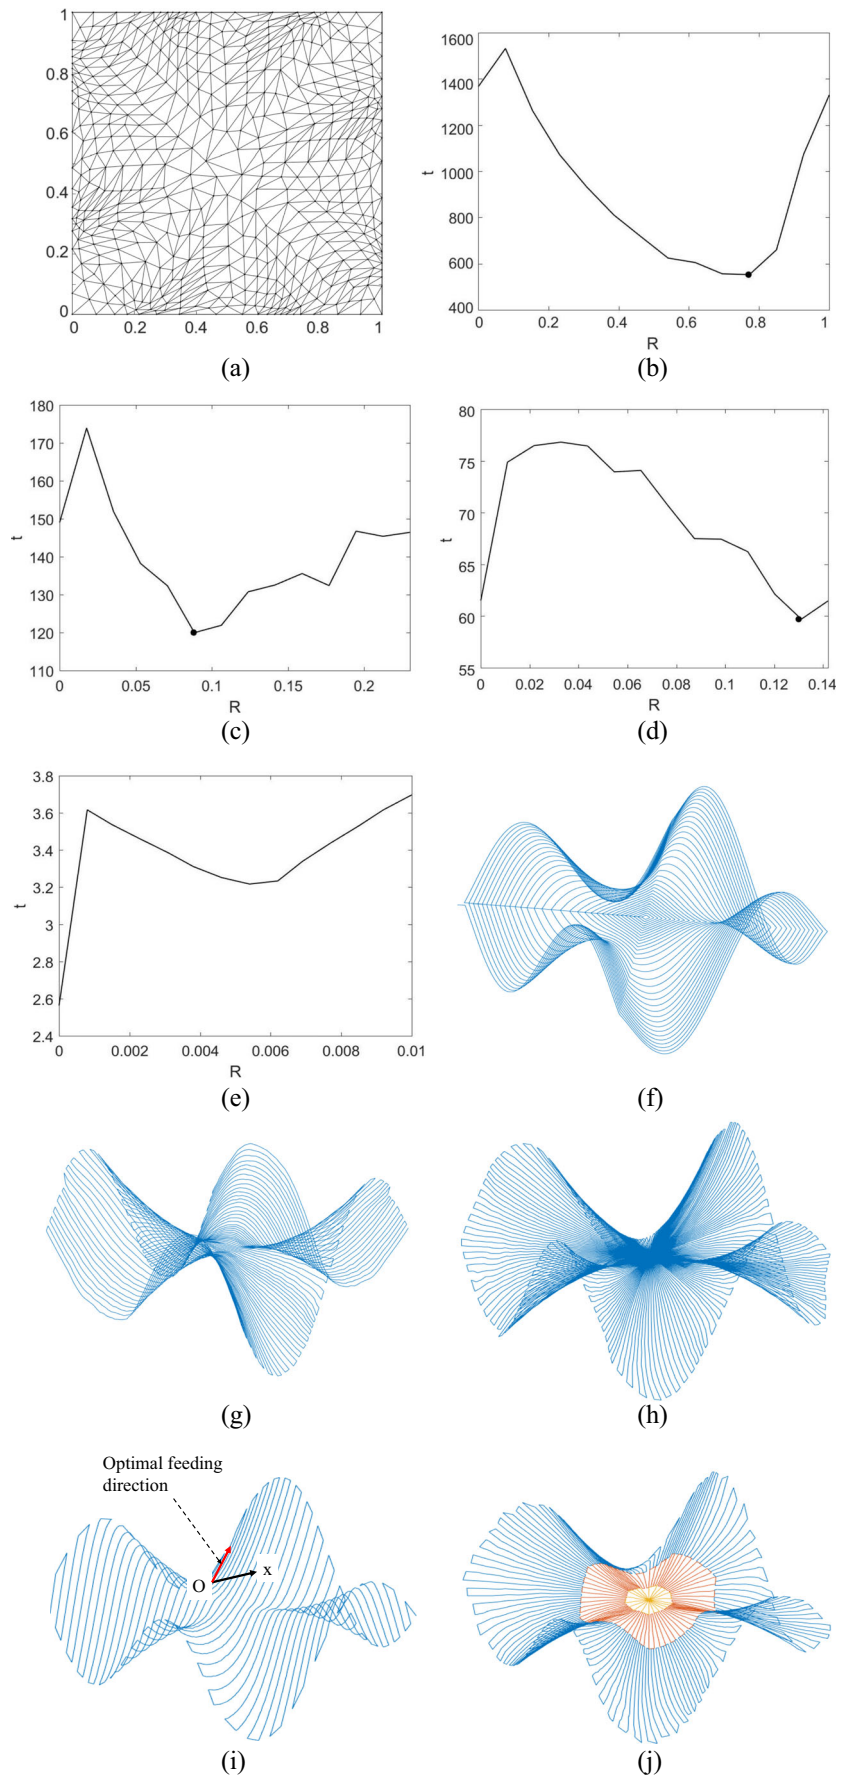 1
0.8
0.6
0.4
0.2
0
0 0.2 0.4 0.6 0.8 1
(a)
1600
1400
1200
1000
800
600
400
t
0 0.2 0.4 0.6 0.8 1
R
(b)
180
170
160
150
140
130
120
110
t
0 0.05 0.1 0.15 0.2
R
(c)
80
75
70
65
60
55
t
0 0.02 0.04 0.06 0.08 0.10 0.12 0.14
R
(d)
3.8
3.6
3.4
3.2
3
2.8
2.6
2.4
t
0 0.002 0.004 0.006 0.008 0.01
R
(e)
(f)
(g)
(h)
Optimal feeding
direction
O
x
(i)
(j)